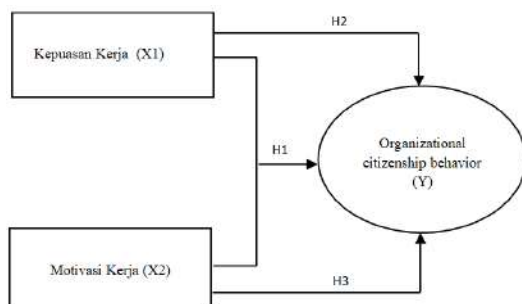 H2
Kepuasan Kerja (X1)
Organizational
citizenship behavior
(Y)
H1
Motivasi Kerja (X2)
H3